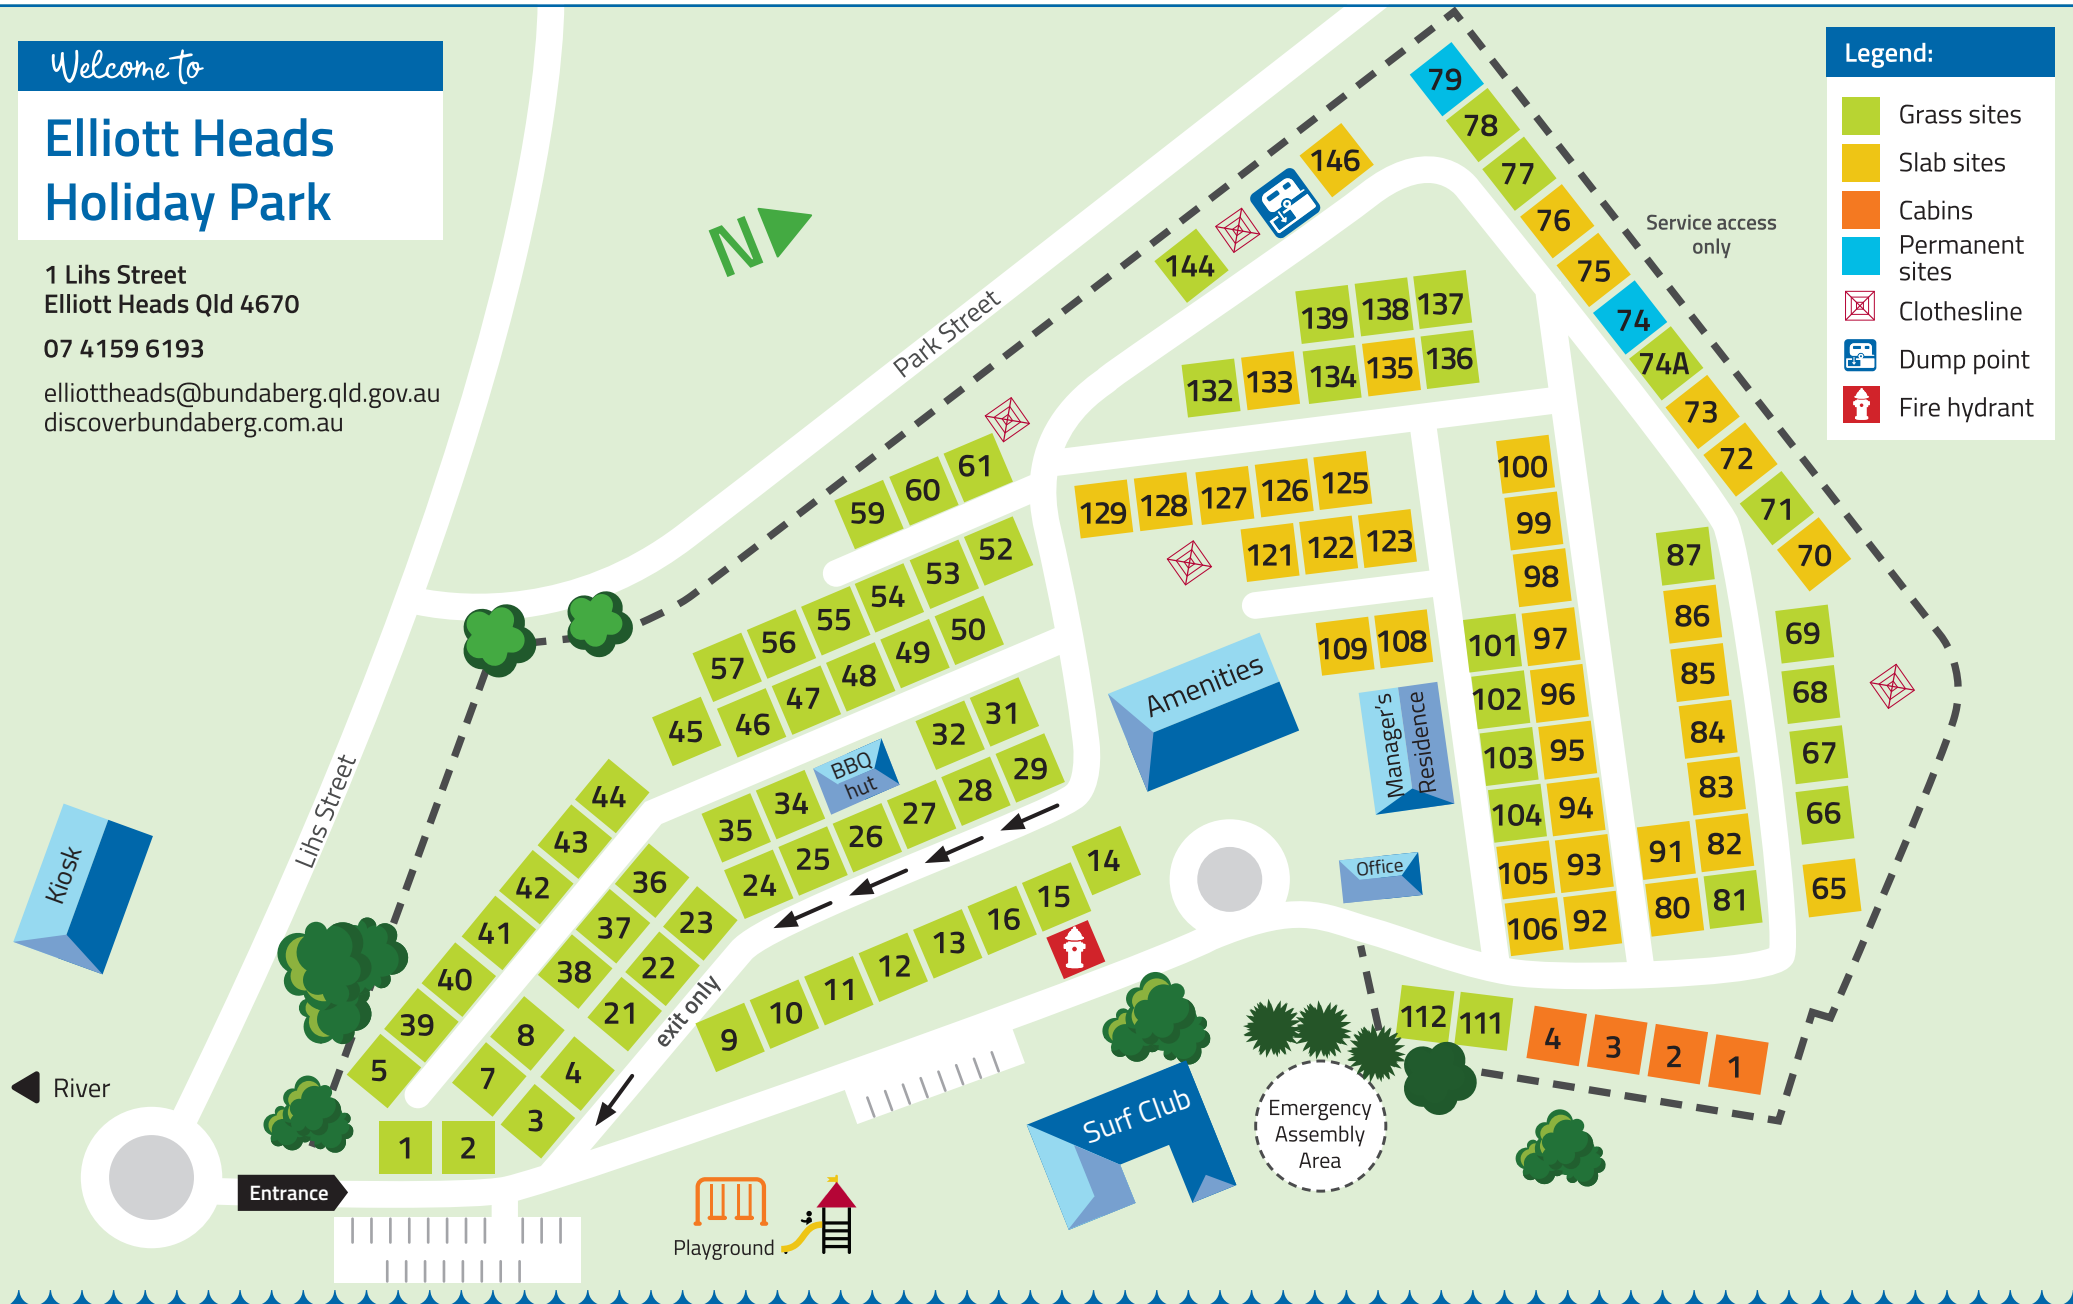 Welcome to
Elliott Heads
Holiday Park
1 Lihs Street
Elliott Heads Qld 4670
07 4159 6193
elliottheads@bundaberg.qld.gov.au
discoverbundaberg.com.au
N
Legend:
Grass sites
Slab sites
Cabins
Permanent
sites
Clothesline
Dump point
Fire hydrant
Service access
only
Park Street
Lihs Street
Kiosk
River
Entrance
exit only
Playground
Surf Club
Emergency
Assembly
Area
Office
Manager's
Residence
Amenities
BBQ
hut
79
78
77
76
75
74
74A
73
72
71
70
146
144
139 138 137
132 133 134 135 136
129 128 127 126 125
121 122 123
109 108
100
99
98
101 97
102 96
103 95
104 94
105 93
106 92
87
86
85
84
83
91 82
80 81
69
68
67
66
65
112 111
4 3 2 1
59 60 61
57 56 55 54 53 52
45 46 47 48 49 50
32 31
35 34
24 25 26 27 28 29
44
43
42
41
40
39
5
36
37
38
23
22
21
8
7
4
3
1 2
9 10 11 12 13 16 15 14